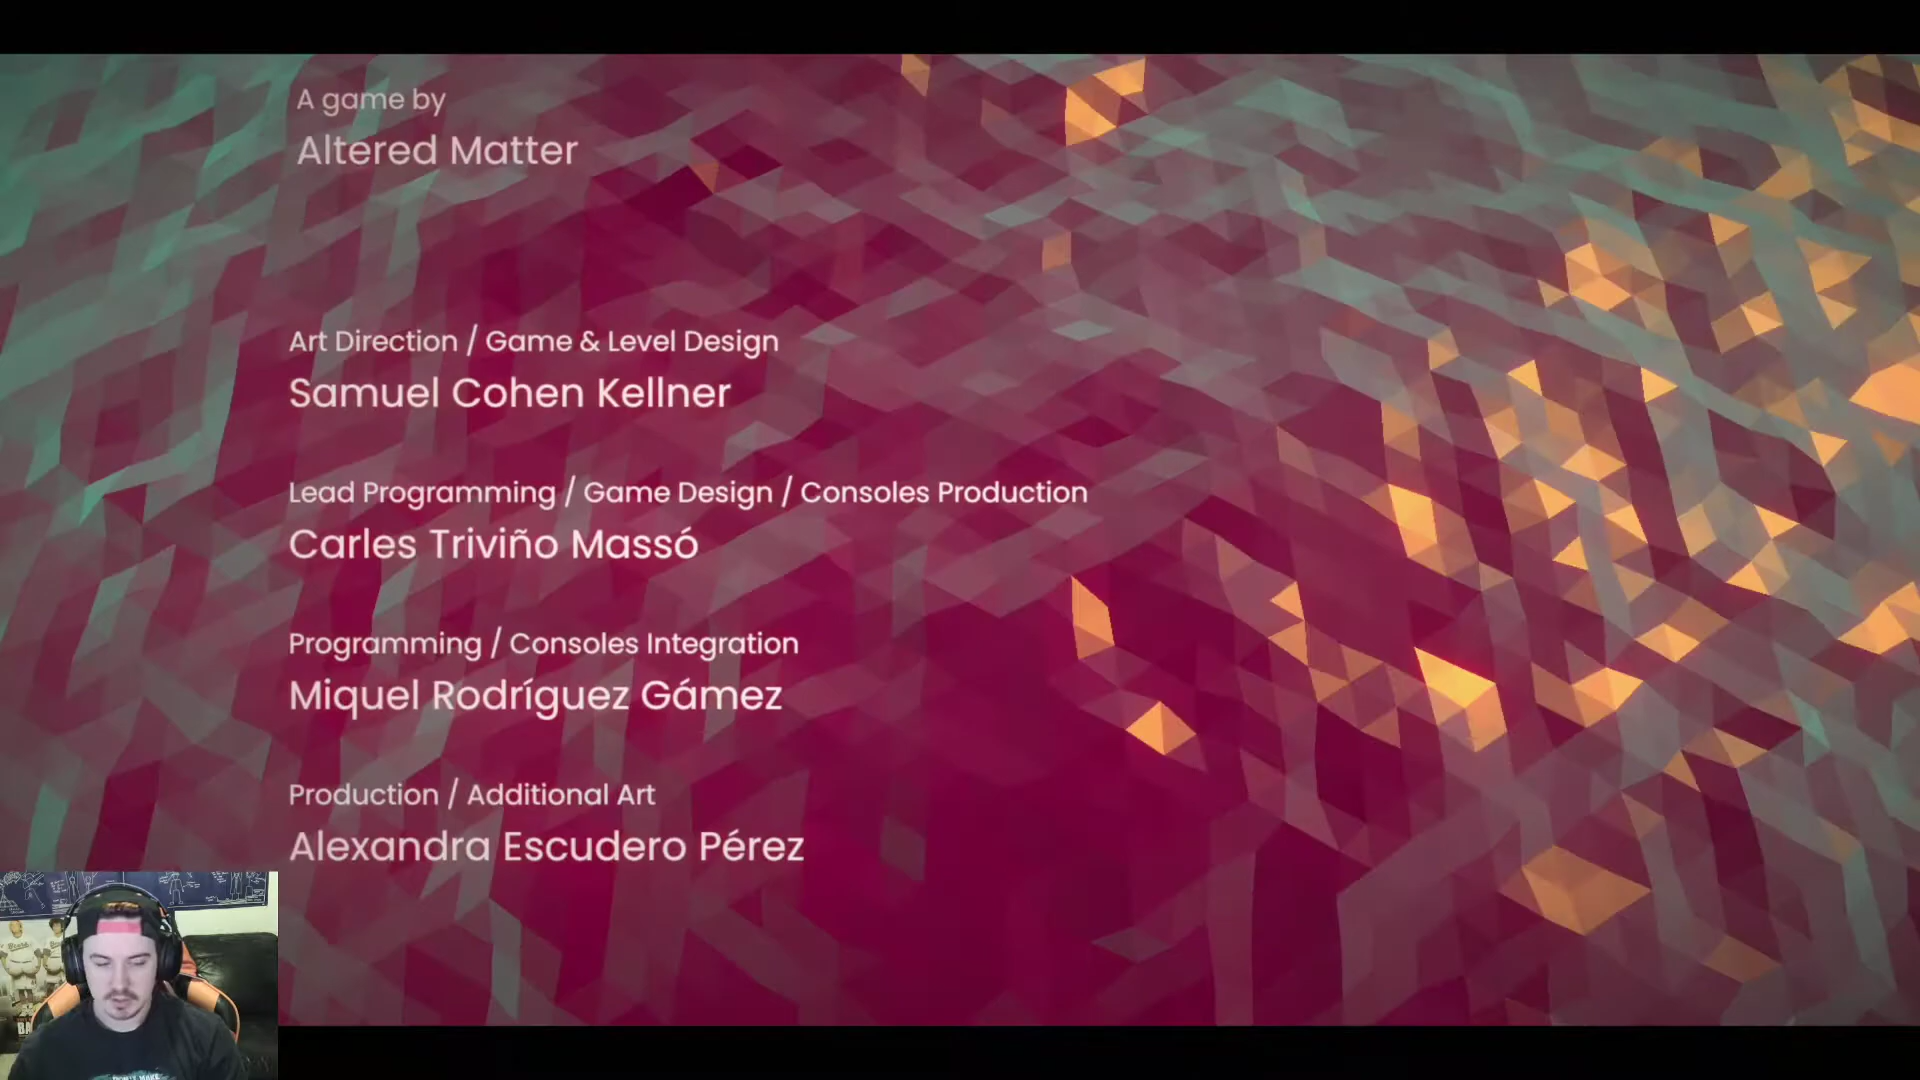 A game by
Altered Matter
Art Direction / Game & Level Design
Samuel Cohen Kellner
Lead Programming / Game Design / Consoles Production
Carles Triviño Massó
Programming / Consoles Integration
Miquel Rodríguez Gámez
Production / Additional Art
Alexandra Escudero Pérez